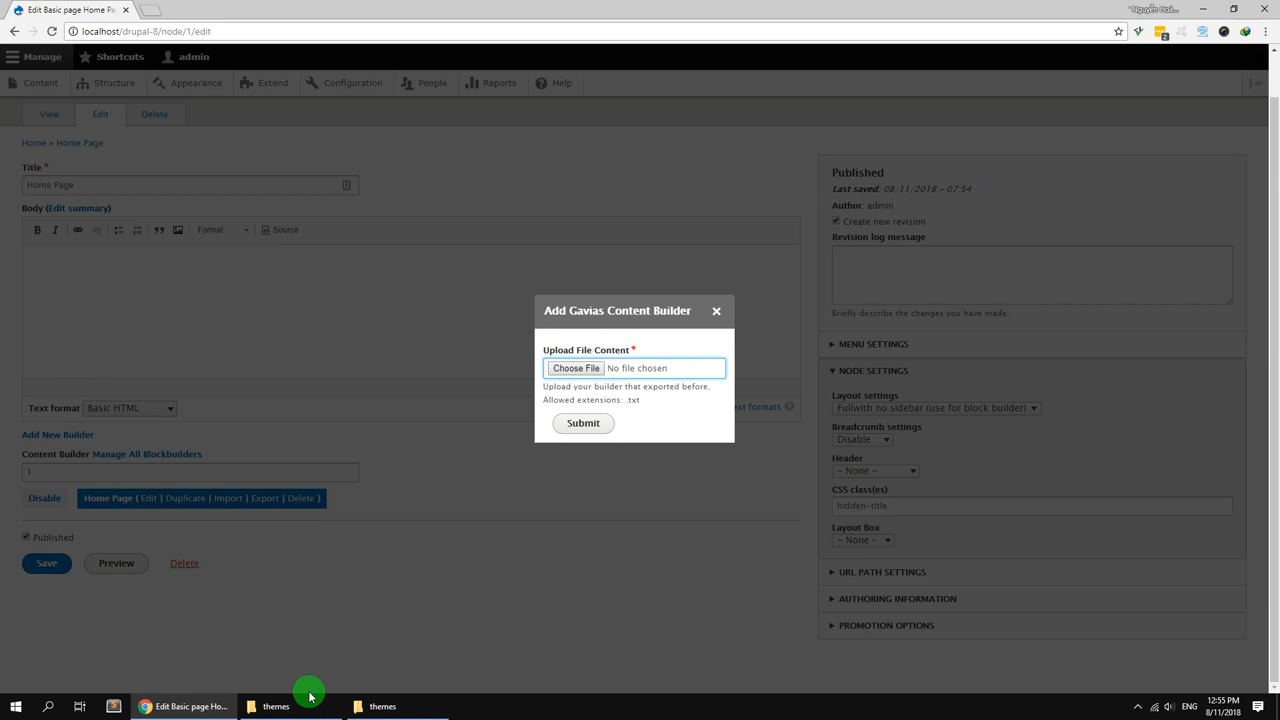 Edit Basic page Home Pa
localhost/drupal-8/node/1/edit
2
Manage
Shortcuts
admin
Content
Structure
Appearance
Extend
Configuration
People
Reports
Help
View
Edit
Delete
Home » Home Page
Title *
Home Page
Body (Edit summary)
Format
Source
Text format
Basic HTML
ext formats
Add New Builder
Content Builder Manage All Blockbuilders
1
Disable
Home Page ( Edit | Duplicate | Import | Export | Delete )
Published
Save
Preview
Delete
Add Gavias Content Builder
Upload File Content *
Choose File No file chosen
Upload your builder that exported before.
Allowed extensions: .txt
Submit
Published
Last saved: 08/11/2018 - 07:54
Author: admin
Create new revision
Revision log message
Briefly describe the changes you have made.
MENU SETTINGS
NODE SETTINGS
Layout settings
Fullwith no sidebar (use for block builder)
Breadcrumb settings
Disable
Header
- None -
CSS class(es)
hidden-title
Layout Box
- None -
URL PATH SETTINGS
AUTHORING INFORMATION
PROMOTION OPTIONS
Edit Basic page Ho...
themes
themes
ENG
12:55 PM
8/11/2018